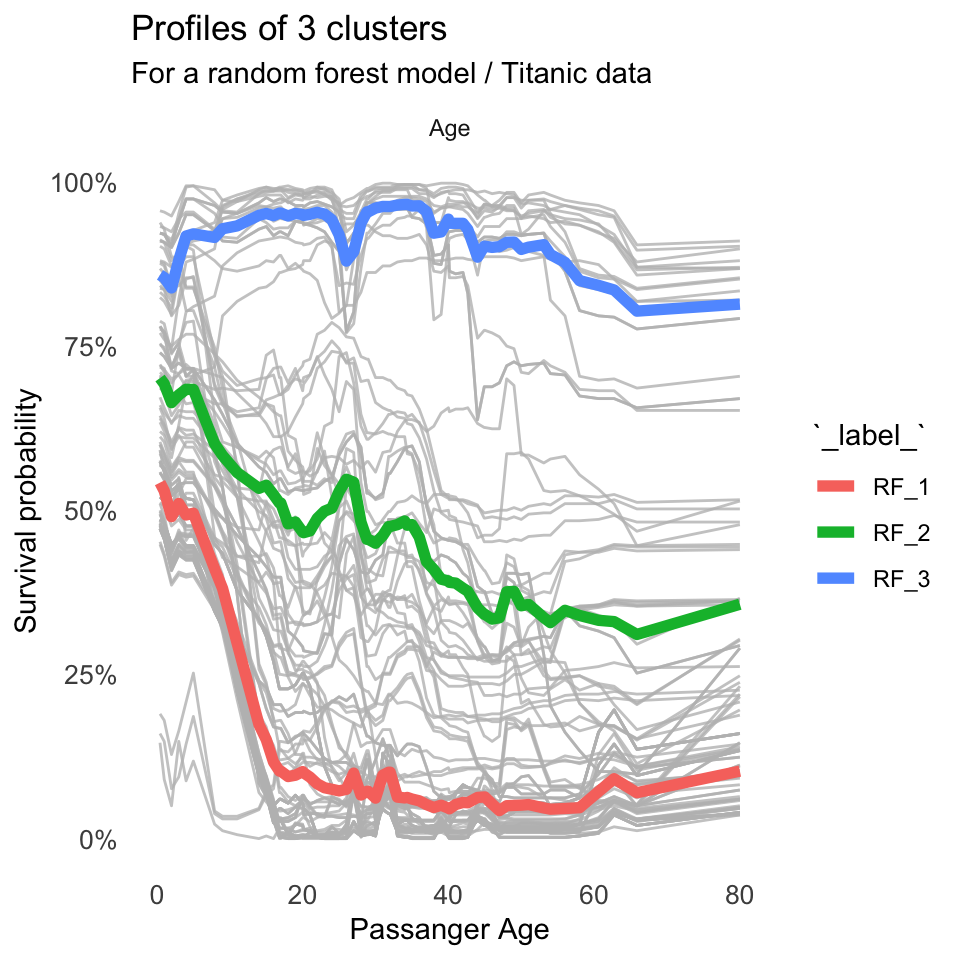 Profiles of 3 clusters
For a random forest model / Titanic data
Age
100%
75%
50%
25%
0%
Survival probability
0 20 40 60 80
Passanger Age
`_label_`
RF_1
RF_2
RF_3